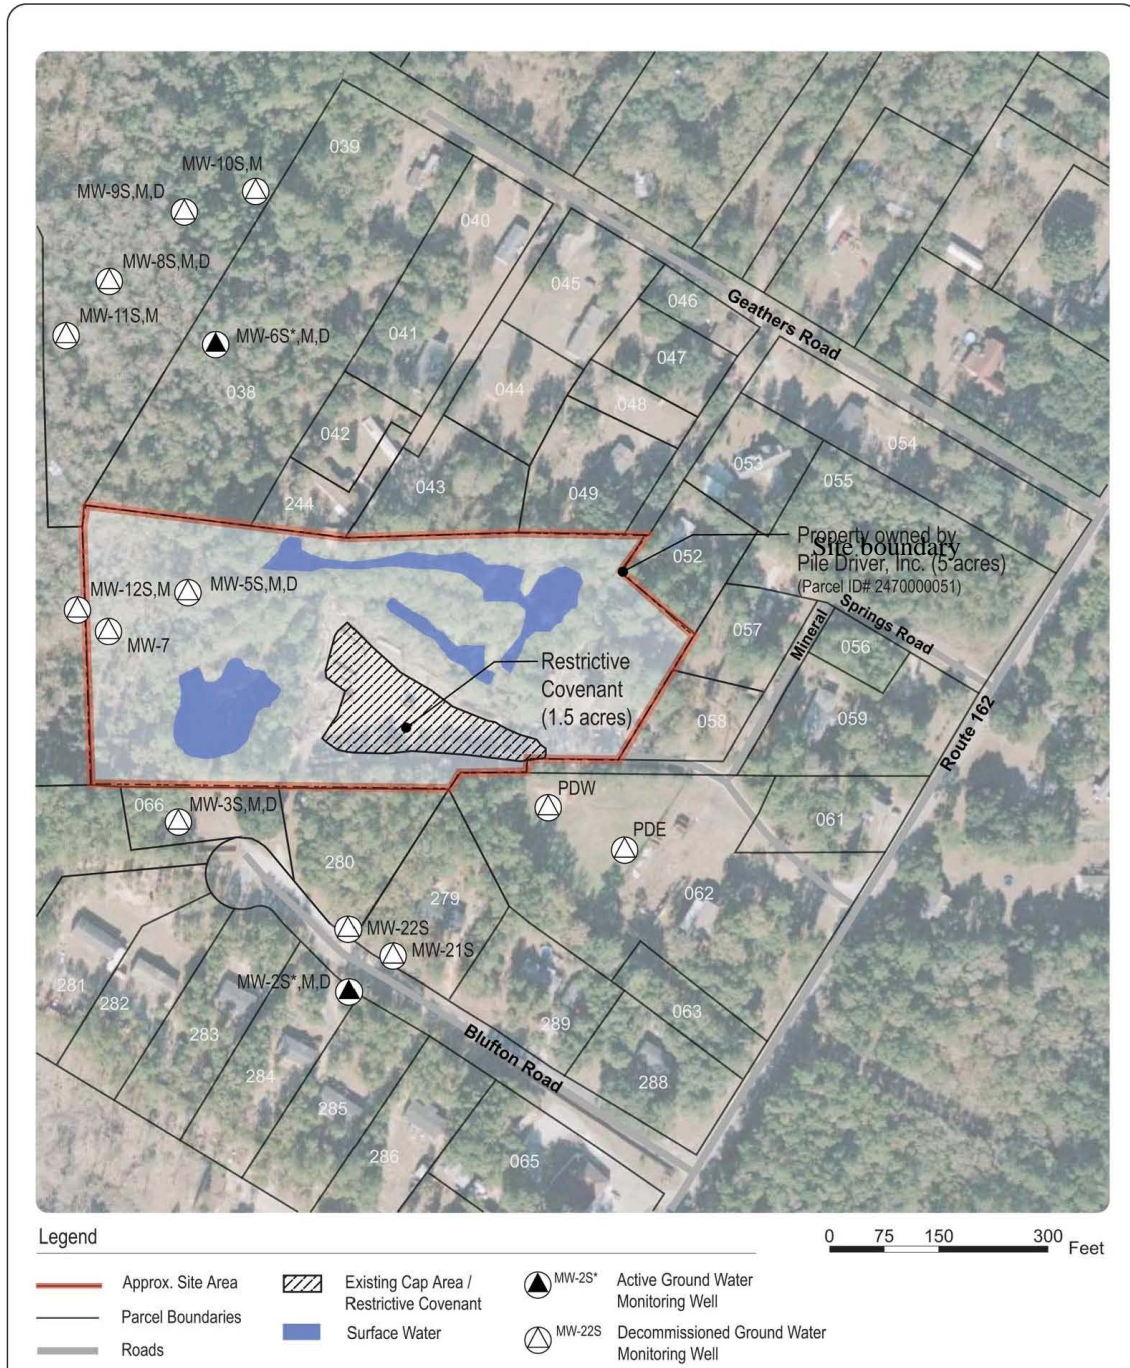 039
MW-10S,M
MW-9S,M,D
040
MW-8S,M,D
045
046
Geathers Road
MW-11S,M
MW-6S*,M,D
041
047
038
044
048
042
054
053
055
043
049
244
052
Property owned by
Site boundary
Pile Driver, Inc. (5-acres)
(Parcel ID# 2470000051)
MW-12S,M
MW-5S,M,D
MW-7
057
Mineral
Springs Road
056
Restrictive
Covenant
(1.5 acres)
058
059
Route 162
PDW
066
MW-3S,M,D
061
PDE
280
279
062
MW-22S
MW-21S
MW-2S*,M,D
281
282
283
284
285
286
Blufton Road
289
063
288
065
Legend
0 75 150 300
Feet
Approx. Site Area
Parcel Boundaries
Roads
Existing Cap Area /
Restrictive Covenant
Surface Water
MW-2S*
Active Ground Water
Monitoring Well
MW-22S
Decommissioned Ground Water
Monitoring Well